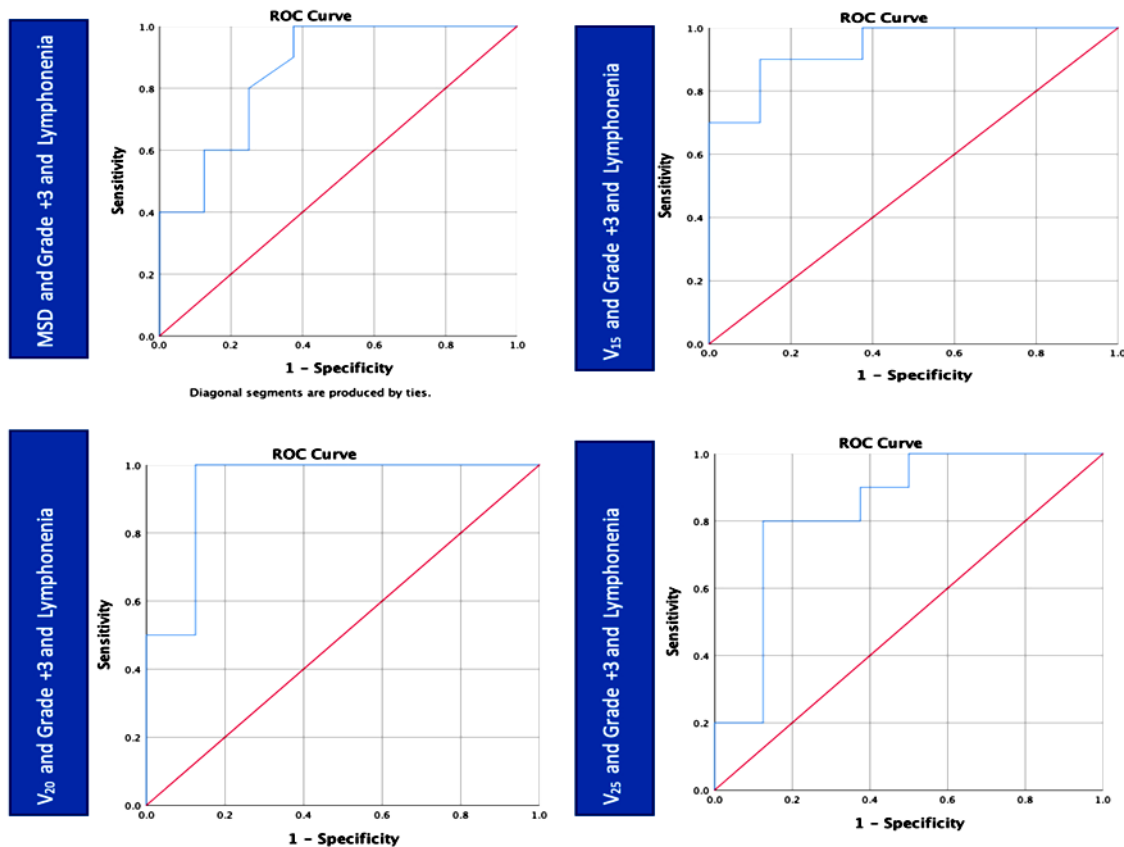 MSD and Grade +3 and Lymphonenia
ROC Curve
Sensitivity
1.0
0.8
0.6
0.4
0.2
0.0
0.0 0.2 0.4 0.6 0.8 1.0
1 - Specificity
Diagonal segments are produced by ties.
V15 and Grade +3 and Lymphonenia
ROC Curve
Sensitivity
1.0
0.8
0.6
0.4
0.2
0.0
0.0 0.2 0.4 0.6 0.8 1.0
1 - Specificity
V20 and Grade +3 and Lymphonenia
ROC Curve
Sensitivity
1.0
0.8
0.6
0.4
0.2
0.0
0.0 0.2 0.4 0.6 0.8 1.0
1 - Specificity
V25 and Grade +3 and Lymphonenia
ROC Curve
Sensitivity
1.0
0.8
0.6
0.4
0.2
0.0
0.0 0.2 0.4 0.6 0.8 1.0
1 - Specificity